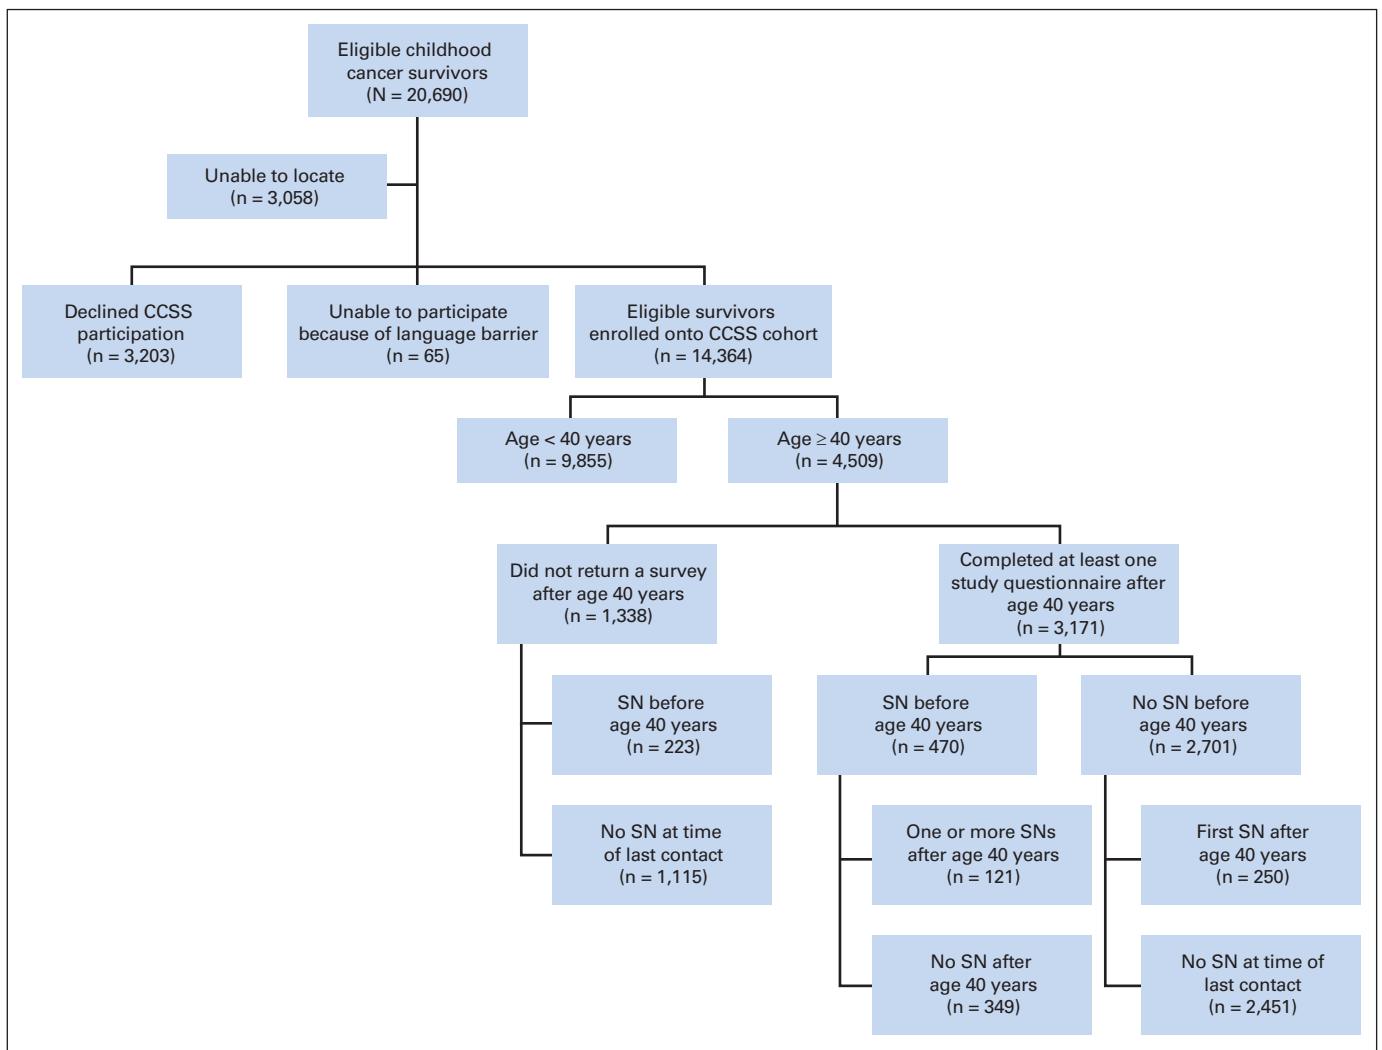 Eligible childhood
cancer survivors
(N = 20,690)
Unable to locate
(n = 3,058)
Declined CCSS
participation
(n = 3,203)
Unable to participate
because of language barrier
(n = 65)
Eligible survivors
enrolled onto CCSS cohort
(n = 14,364)
Age < 40 years
(n = 9,855)
Age ≥ 40 years
(n = 4,509)
Did not return a survey
after age 40 years
(n = 1,338)
Completed at least one
study questionnaire after
age 40 years
(n = 3,171)
SN before
age 40 years
(n = 223)
SN before
age 40 years
(n = 470)
No SN before
age 40 years
(n = 2,701)
No SN at time
of last contact
(n = 1,115)
One or more SNs
after age 40 years
(n = 121)
First SN after
age 40 years
(n = 250)
No SN after
age 40 years
(n = 349)
No SN at time of
last contact
(n = 2,451)